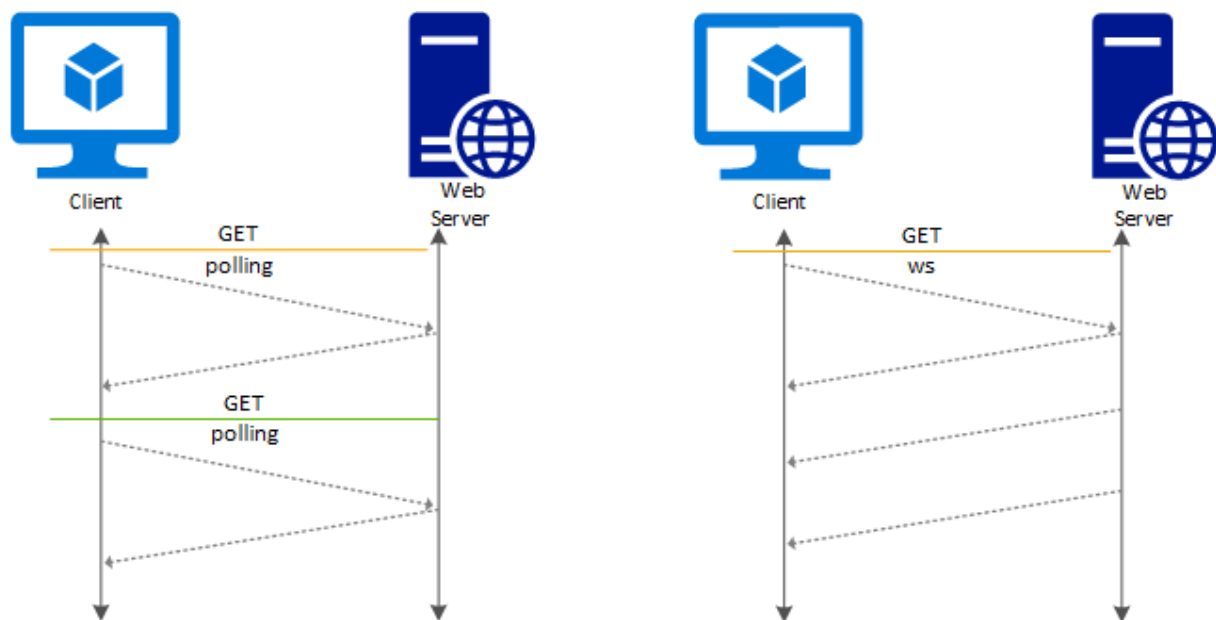 Client
Web
Server
GET
polling
GET
polling
Client
Web
Server
GET
ws